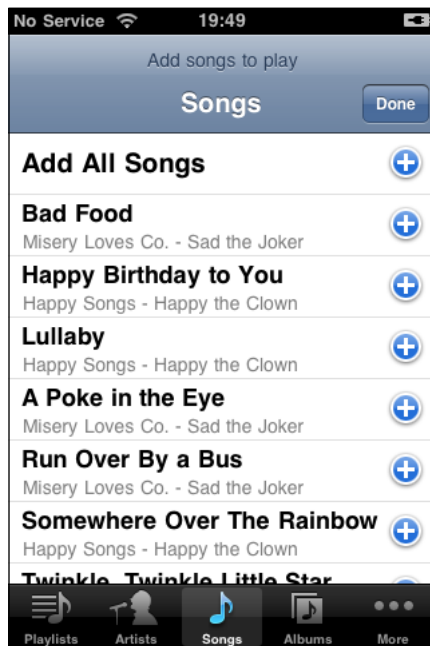 No Service 19:49
Add songs to play
Songs
Done
Add All Songs
Bad Food
Misery Loves Co. - Sad the Joker
Happy Birthday to You
Happy Songs - Happy the Clown
Lullaby
Happy Songs - Happy the Clown
A Poke in the Eye
Misery Loves Co. - Sad the Joker
Run Over By a Bus
Misery Loves Co. - Sad the Joker
Somewhere Over The Rainbow
Happy Songs - Happy the Clown
Twinkle, Twinkle Little Star
Playlists Artists Songs Albums More